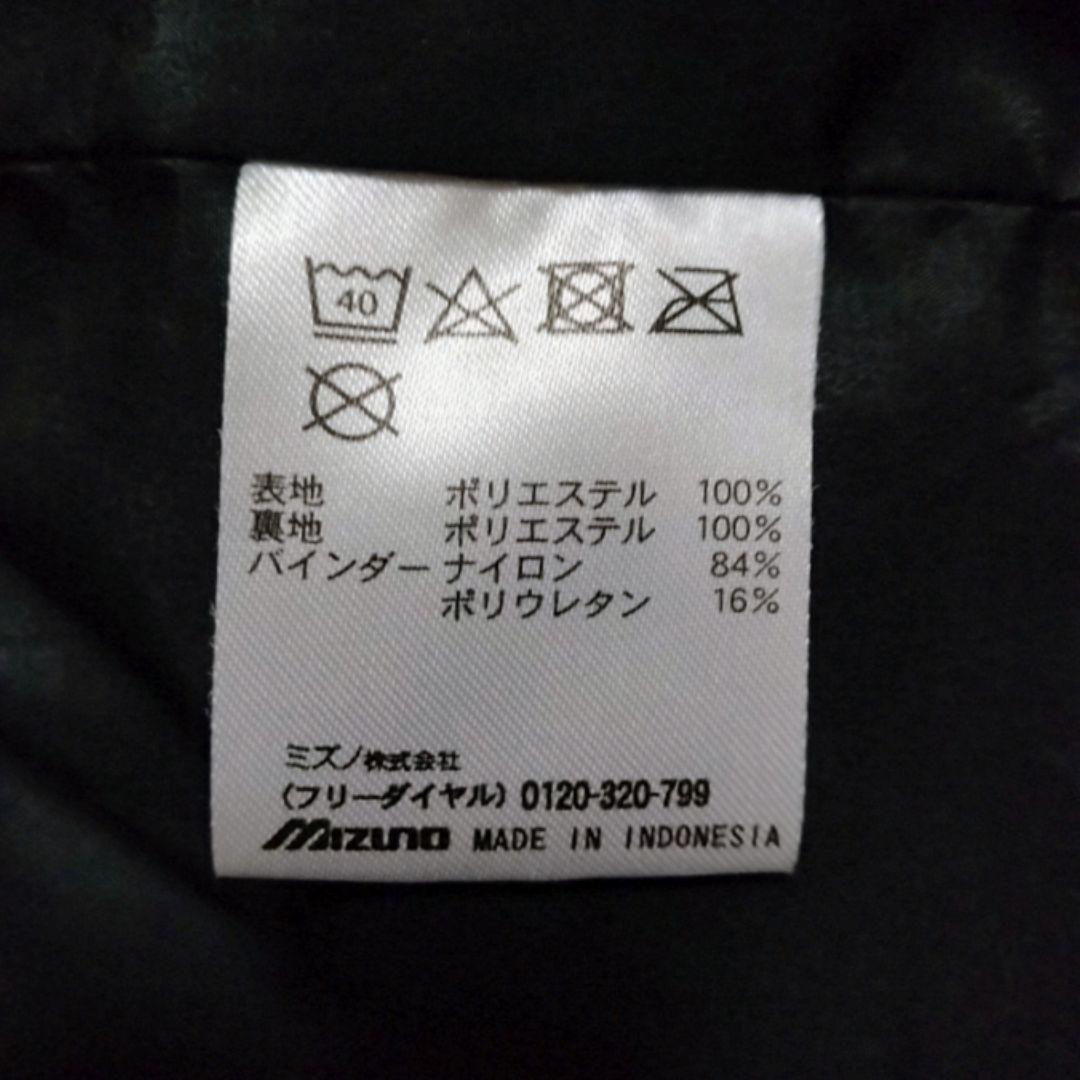 40
表地 ポリエステル 100%
裏地 ポリエステル 100%
バインダー ナイロン 84%
ポリウレタン 16%
ミズノ株式会社
(フリーダイヤル) 0120-320-799
MIZUNO MADE IN INDONESIA